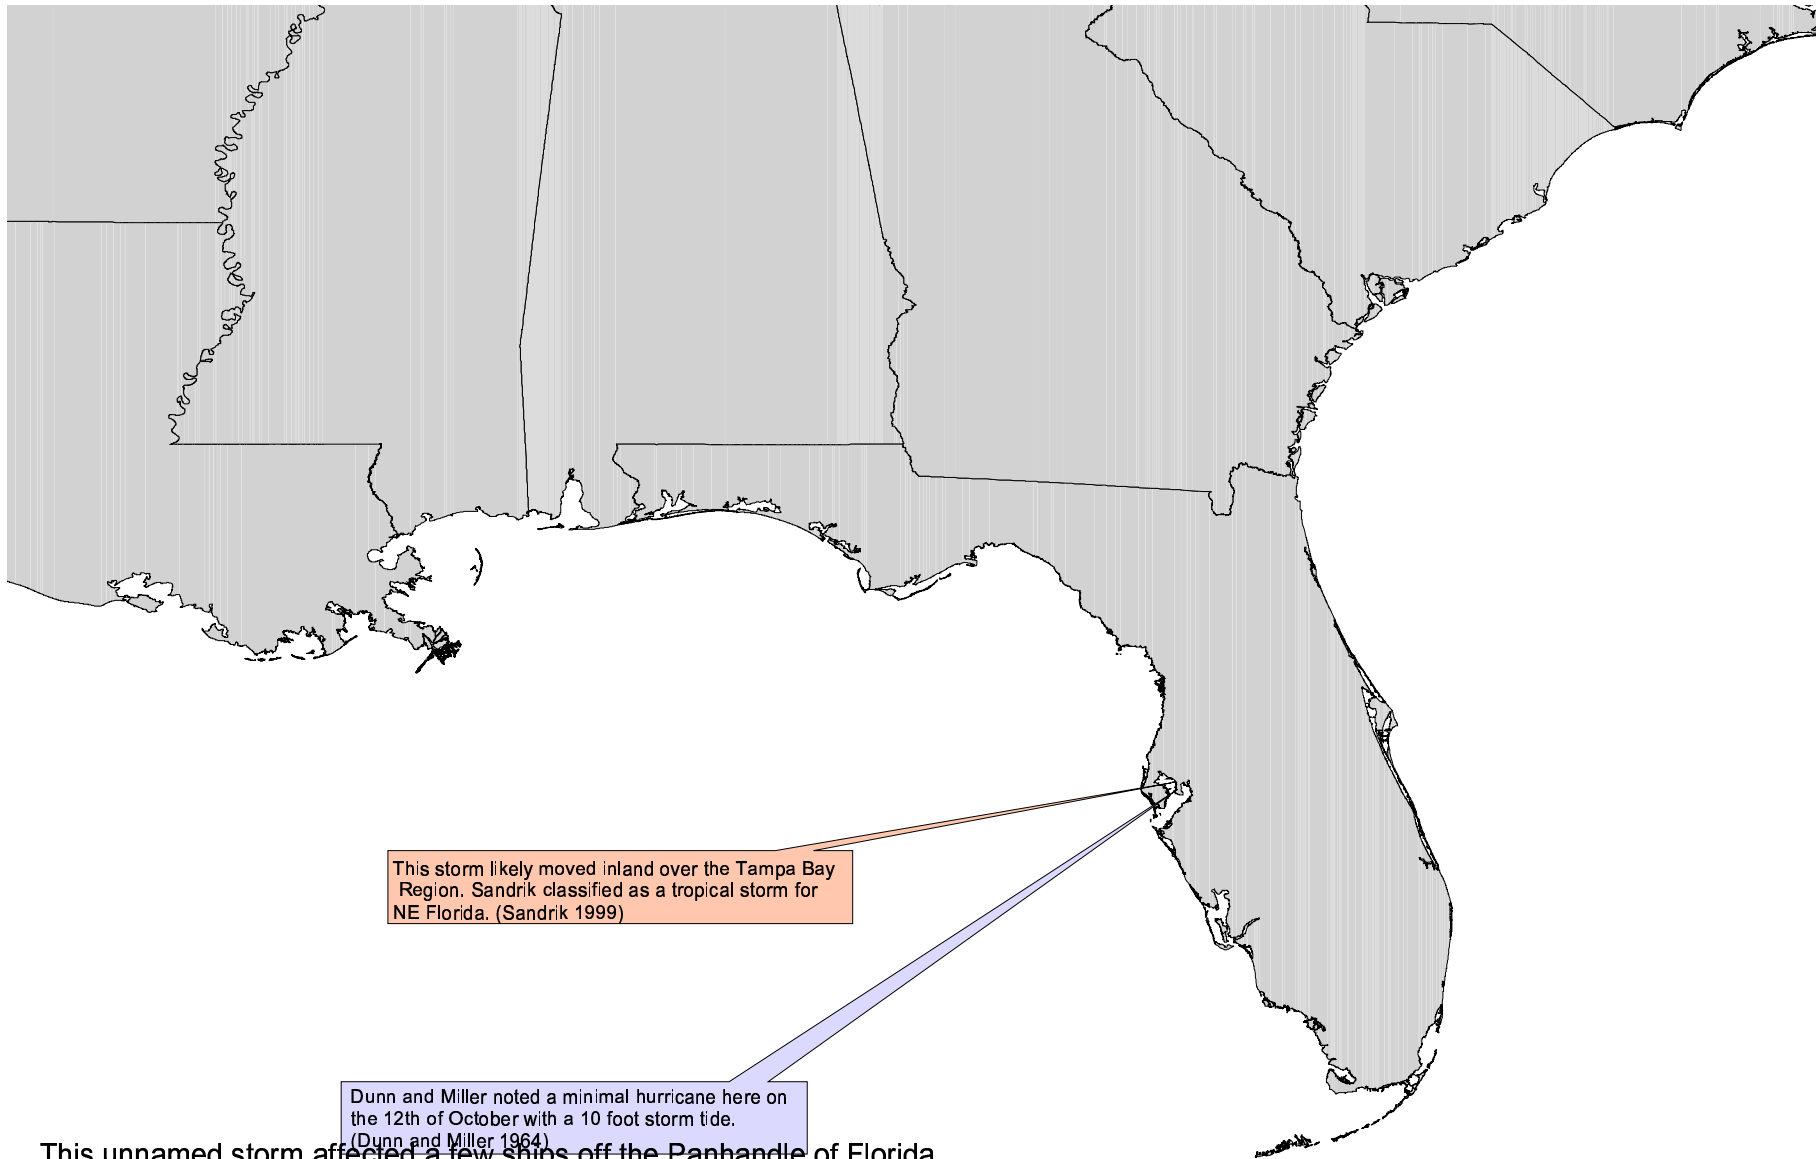 This storm likely moved inland over the Tampa Bay
Region. Sandrik classified as a tropical storm for
NE Florida. (Sandrik 1999)
Dunn and Miller noted a minimal hurricane here on
the 12th of October with a 10 foot storm tide.
(Dunn and Miller 1964)
This unnamed storm affected a few ships off the Panhandle of Florida